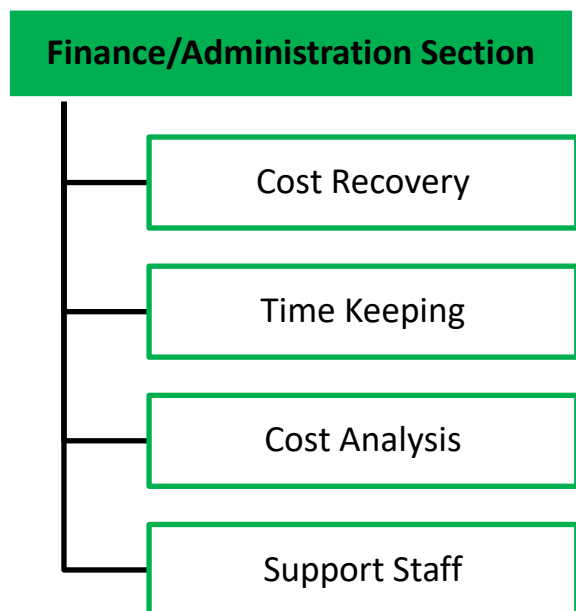 Finance/Administration Section
Cost Recovery
Time Keeping
Cost Analysis
Support Staff